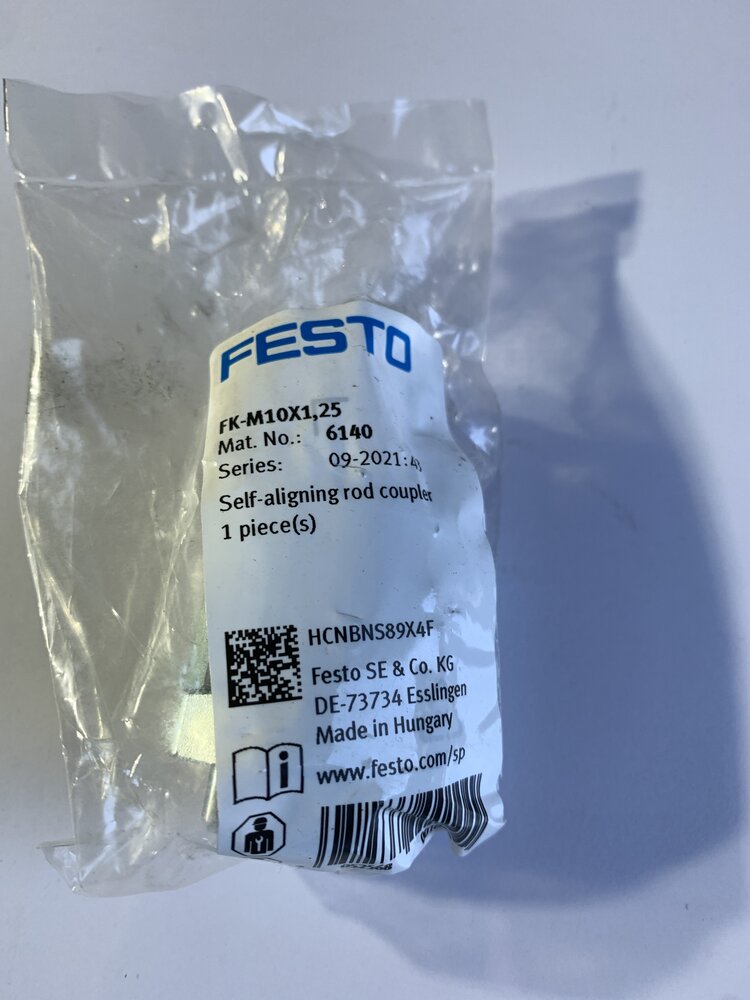 FESTO
FK-M10X1,25
Mat. No.: 6140
Series: 09-2021:
Self-aligning rod coupler
1 piece(s)
HCNBNS89X4F
Festo SE & Co. KG
DE-73734 Esslingen
Made in Hungary
www.festo.com/sp